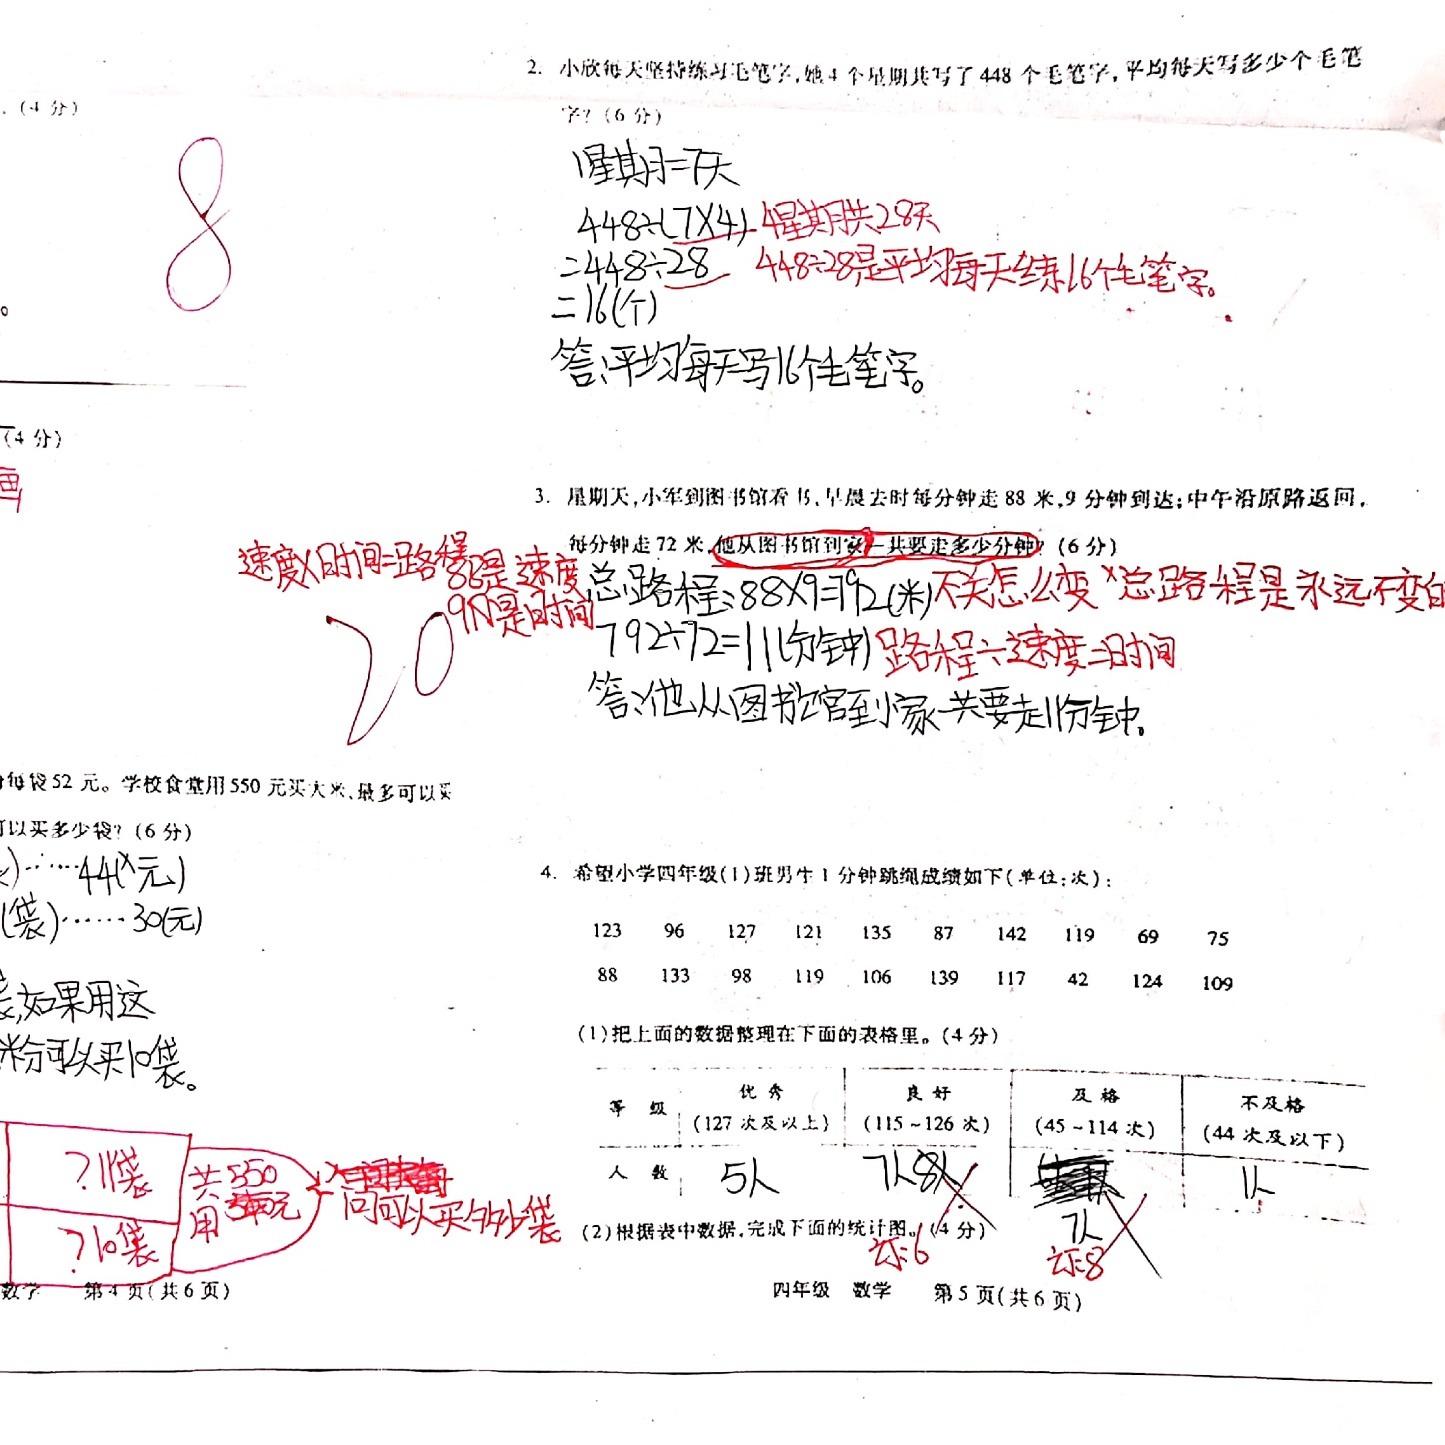 .(4 分)
8
。
(4 分)
画
速度×时间=路程
88是速度
9分是时间
20
每袋52 元。学校食堂用550 元买大米,最多可以买
可以买多少袋?(6 分)
)……44(元)
(袋)……30(元)
袋,如果用这
米分可以买10袋。
?11袋
?10袋
共550元
用
问可以买多少袋
数学 第4 页(共6 页)
2. 小欣每天坚持练习毛笔字,她4 个星期共写了448 个毛笔字,平均每天写多少个毛笔
字?(6 分)
1星期=7天
448÷(7×4) 4星期共28天
=448÷28 448÷28是平均每天练16个毛笔字。
=16(个)
答:平均每天写16个毛笔字。
3. 星期天,小军到图书馆看书,早晨去时每分钟走88 米,9 分钟到达;中午沿原路返回,
每分钟走72 米,他从图书馆到家一共要走多少分钟?(6 分)
总路程:88×9=792(米) 不关怎么变 总路程是永远不变的
792÷72=11(分钟) 路程÷速度=时间
答:他从图书馆到小家一共要走11分钟。
4. 希望小学四年级(1)班男生1 分钟跳绳成绩如下(单位:次):
123 96 127 121 135 87 142 119 69 75
88 133 98 119 106 139 117 42 124 109
(1)把上面的数据整理在下面的表格里。(4 分)
等 级 优 秀 (127 次及以上) 良 好 (115~126 次) 及 格 (45~114 次) 不及格 (44 次及以下)
人 数 5人 7人 8人 1人
7人
(2)根据表中数据,完成下面的统计图。(4 分)
订:6
订:8
四年级 数学 第5 页(共6 页)